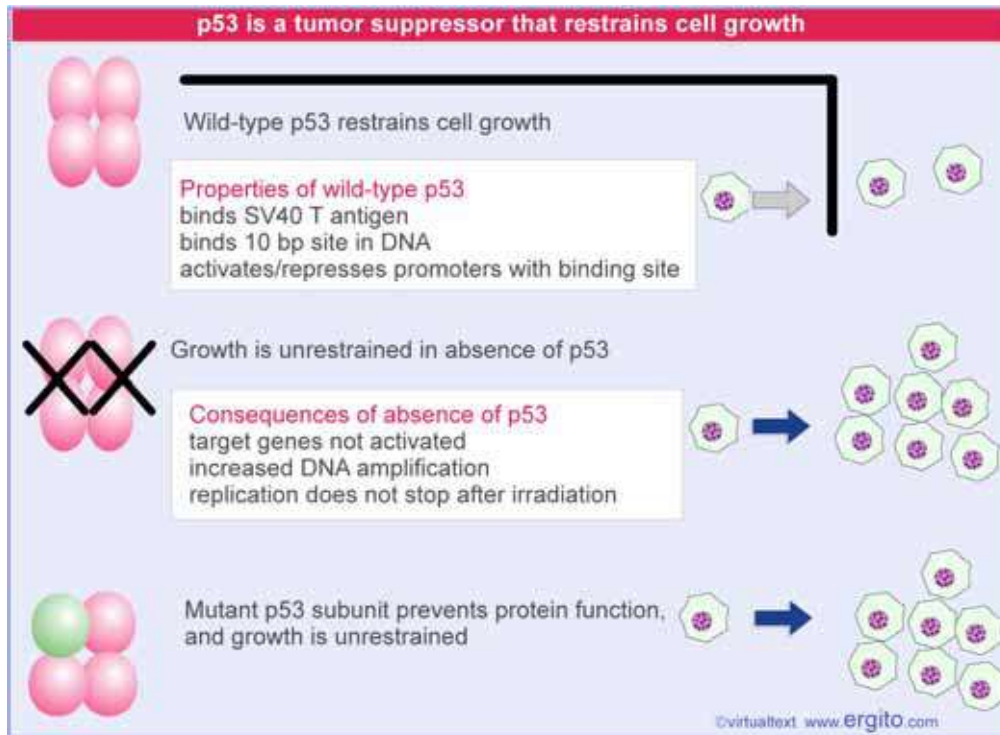 p53 is a tumor suppressor that restrains cell growth
Wild-type p53 restrains cell growth
Properties of wild-type p53
binds SV40 T antigen
binds 10 bp site in DNA
activates/represses promoters with binding site
Growth is unrestrained in absence of p53
Consequences of absence of p53
target genes not activated
increased DNA amplification
replication does not stop after irradiation
Mutant p53 subunit prevents protein function,
and growth is unrestrained
©virtualtext www.ergito.com